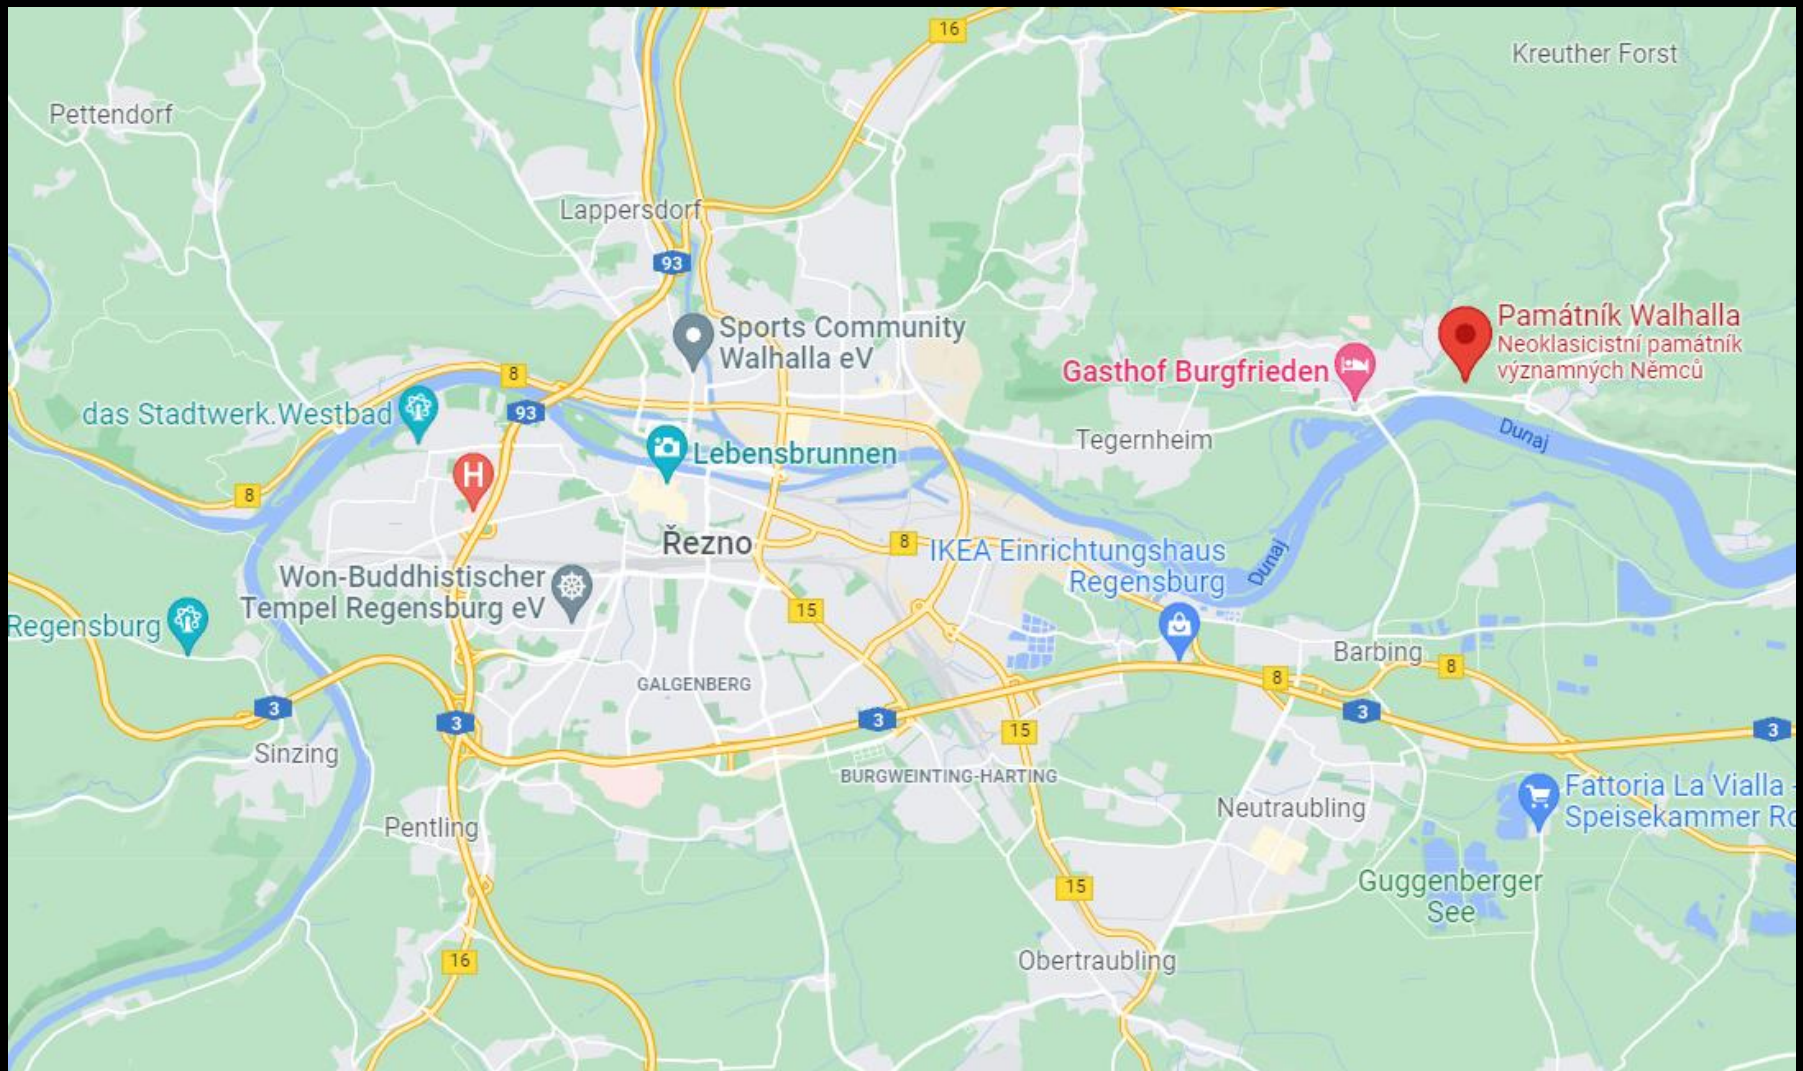 16
Kreuther Forst
Pettendorf
Lappersdorf
93
Sports Community
Walhalla eV
Památník Walhalla
Neoklasicistní památník
významných Němců
Gasthof Burgfrieden
8
93
das Stadtwerk.Westbad
Tegernheim
Dunaj
Lebensbrunnen
H
8
Řezno
8
IKEA Einrichtungshaus
Regensburg
Dunaj
Won-Buddhistischer
Tempel Regensburg eV
15
Regensburg
Barbing
8
8
GALGENBERG
3
3
3
3
3
15
Sinzing
BURGWEINTING-HARTING
Fattoria La Vialla -
Speisekammer Ro
Neutraubling
Pentling
15
Guggenberger
See
16
Obertraubling